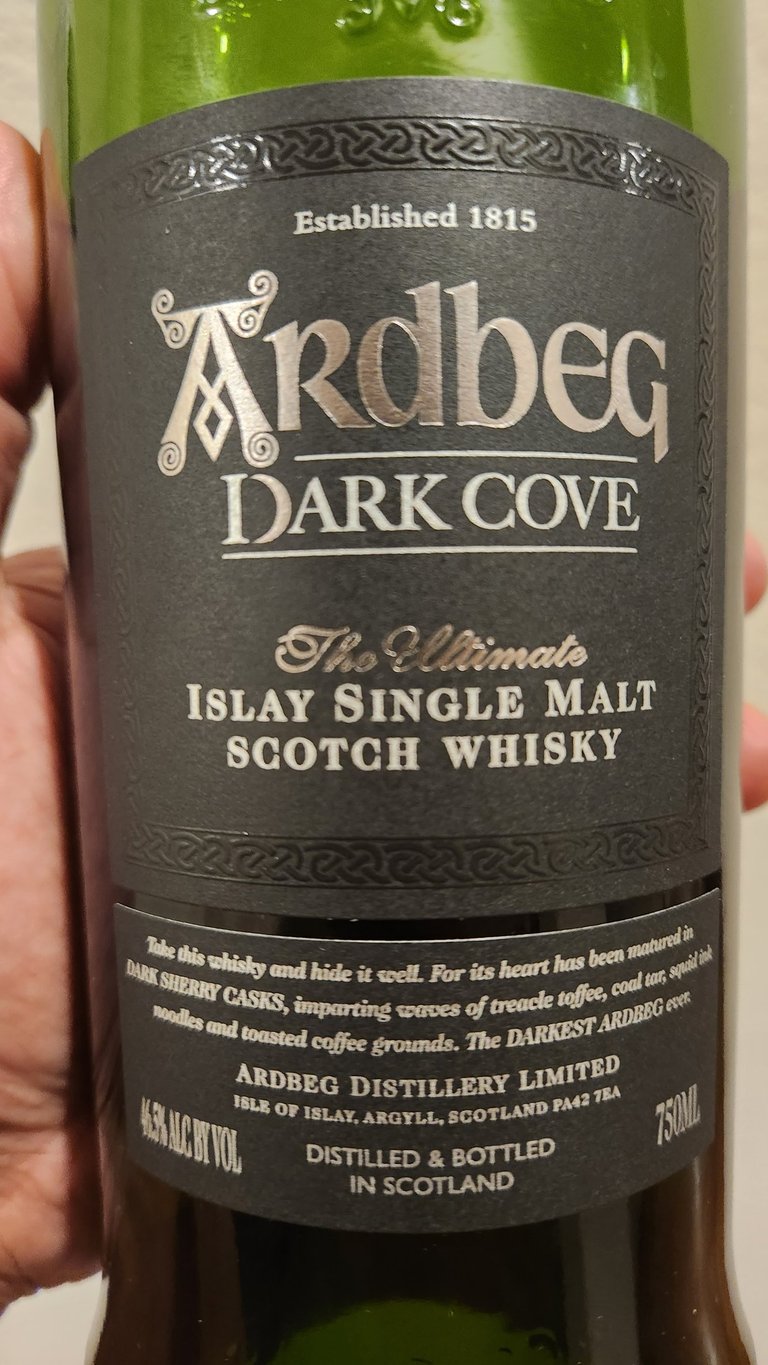 Established 1815
ARDBEG
DARK COVE
The Ultimate
ISLAY SINGLE MALT
SCOTCH WHISKY
Take this whisky and hide it well. For its heart has been matured in
DARK SHERRY CASKS, imparting waves of treacle toffee, coal tar, squid ink
noodles and toasted coffee grounds. The DARKEST ARDBEG ever.
ARDBEG DISTILLERY LIMITED
ISLE OF ISLAY, ARGYLL, SCOTLAND PA42 7EA
46.5% ALC BY VOL
750ML
DISTILLED & BOTTLED
IN SCOTLAND